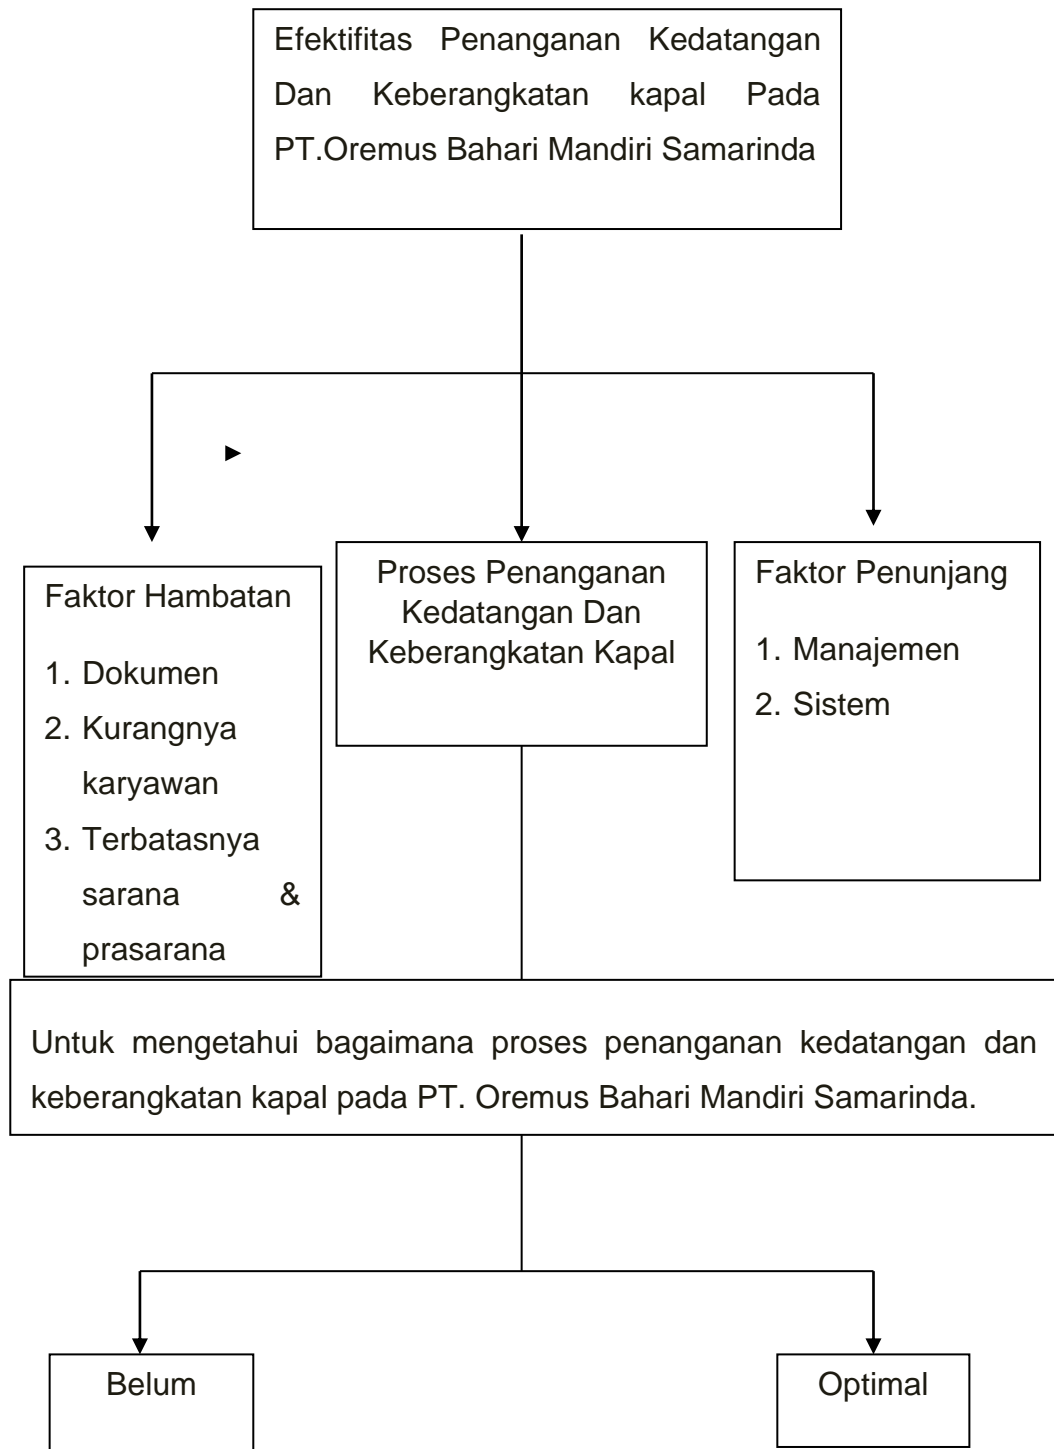 Efektifitas Penanganan Kedatangan
Dan Keberangkatan kapal Pada
PT.Oremus Bahari Mandiri Samarinda
Faktor Hambatan
1. Dokumen
2. Kurangnya
karyawan
3. Terbatasnya
sarana &
prasarana
Proses Penanganan
Kedatangan Dan
Keberangkatan Kapal
Faktor Penunjang
1. Manajemen
2. Sistem
Untuk mengetahui bagaimana proses penanganan kedatangan dan
keberangkatan kapal pada PT. Oremus Bahari Mandiri Samarinda.
Belum
Optimal